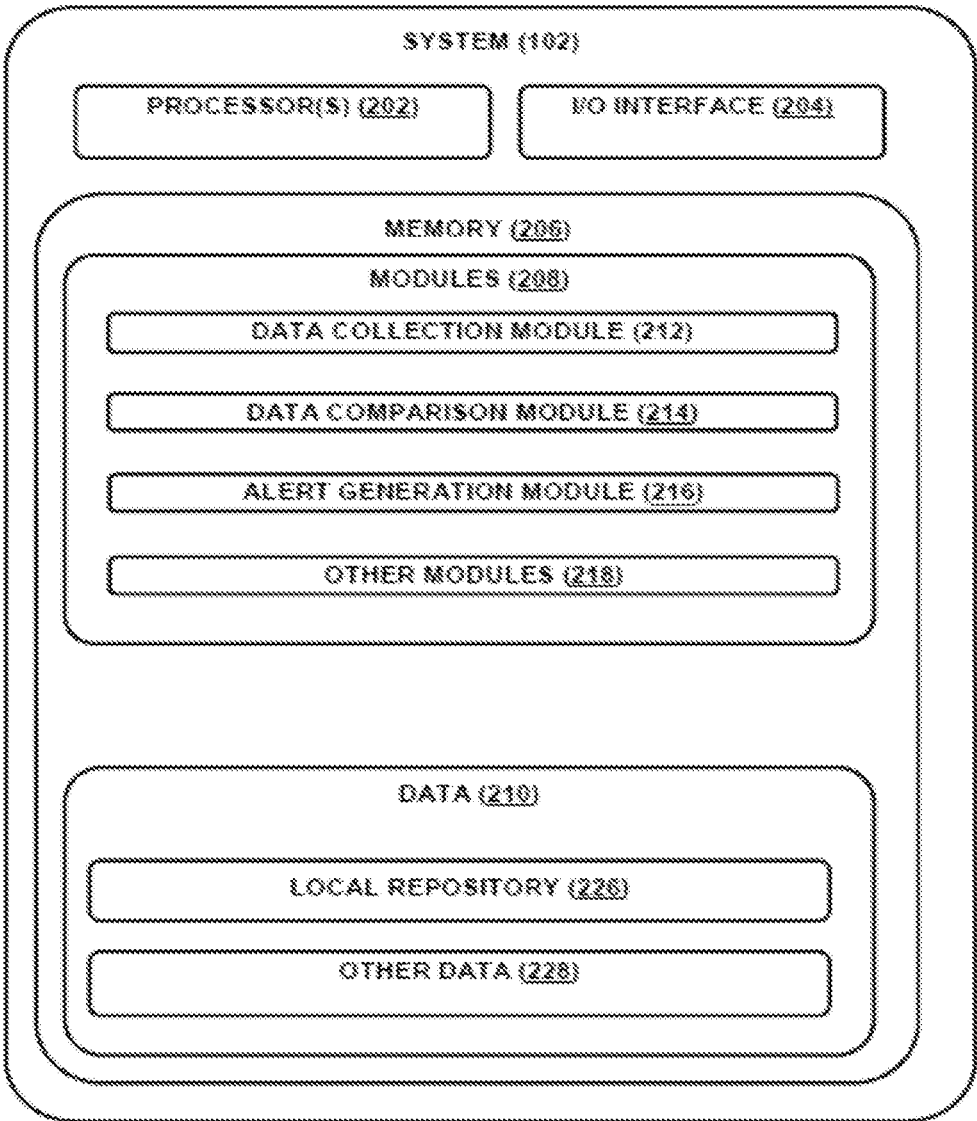 SYSTEM (102)
PROCESSOR(S) (202)
I/O INTERFACE (204)
MEMORY (206)
MODULES (208)
DATA COLLECTION MODULE (212)
DATA COMPARISON MODULE (214)
ALERT GENERATION MODULE (216)
OTHER MODULES (218)
DATA (210)
LOCAL REPOSITORY (226)
OTHER DATA (228)